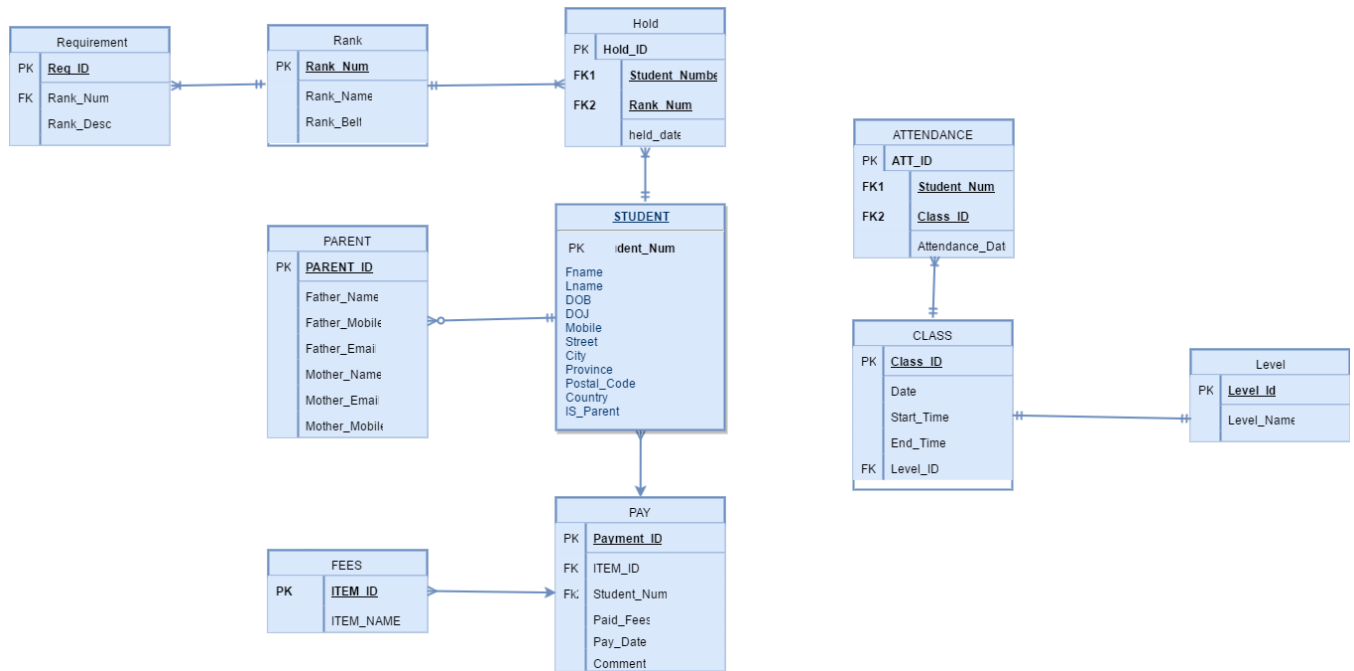 Requirement
PK Req_ID
FK Rank_Num
Rank_Desc
Rank
PK Rank_Num
Rank_Name
Rank_Belt
Hold
PK Hold_ID
FK1 Student_Numbe
FK2 Rank_Num
held_date
ATTENDANCE
PK ATT_ID
FK1 Student_Num
FK2 Class_ID
Attendance_Dat
PARENT
PK PARENT_ID
Father_Name
Father_Mobile
Father_Email
Mother_Name
Mother_Email
Mother_Mobile
STUDENT
PK dent_Num
Fname
Lname
DOB
DOJ
Mobile
Street
City
Province
Postal_Code
Country
IS_Parent
CLASS
PK Class_ID
Date
Start_Time
End_Time
FK Level_ID
Level
PK Level_Id
Level_Name
FEES
PK ITEM_ID
ITEM_NAME
PAY
PK Payment_ID
FK ITEM_ID
Fk2 Student_Num
Paid_Fees
Pay_Date
Comment